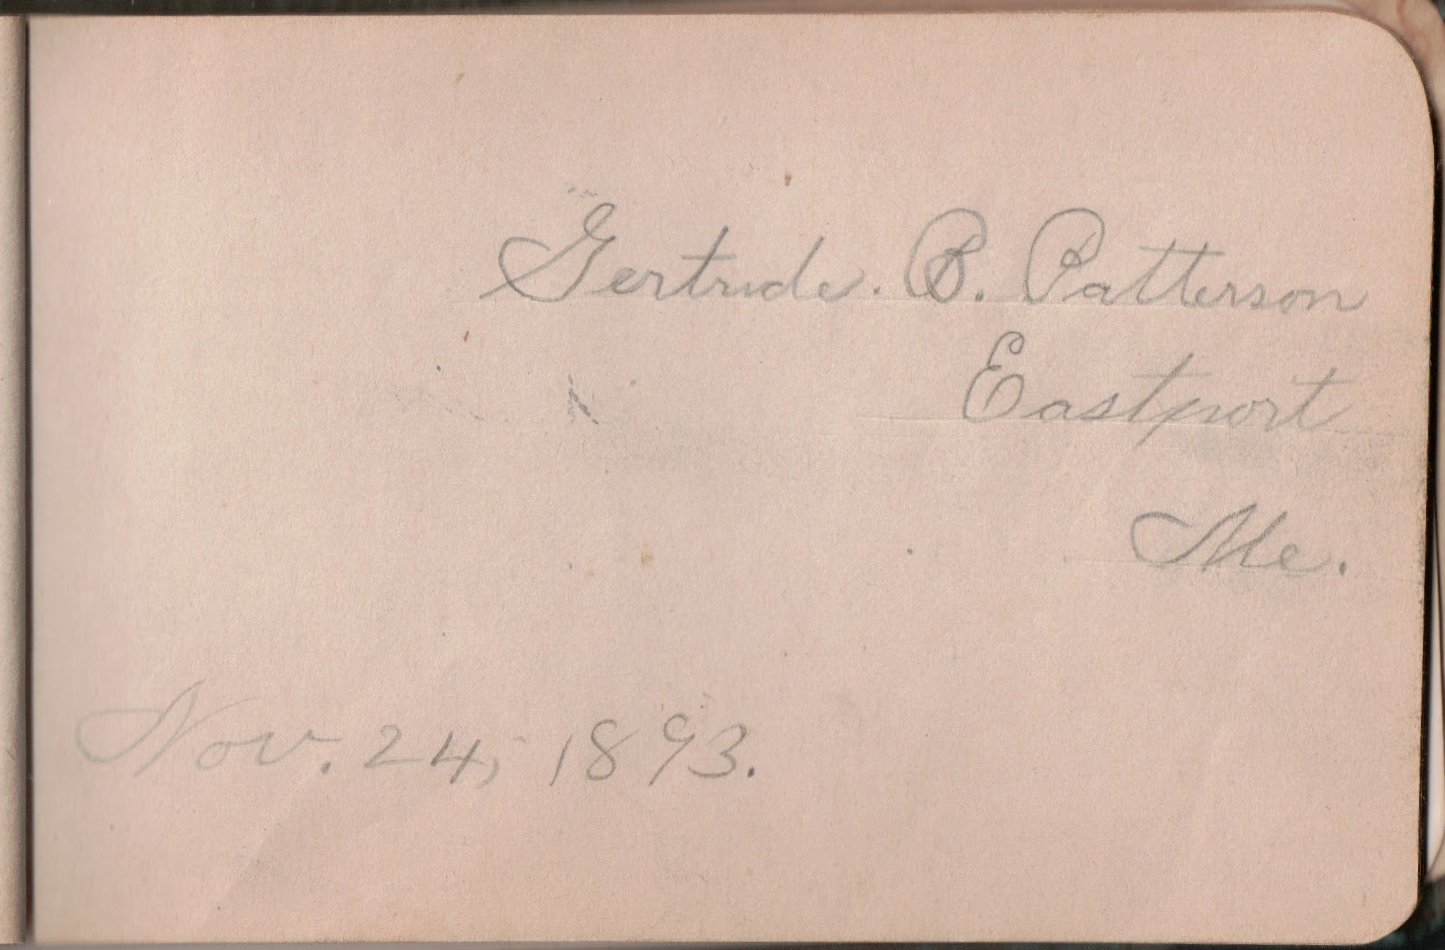 Gertrude. B. Patterson
Eastport
Me.
Nov. 24, 1893.